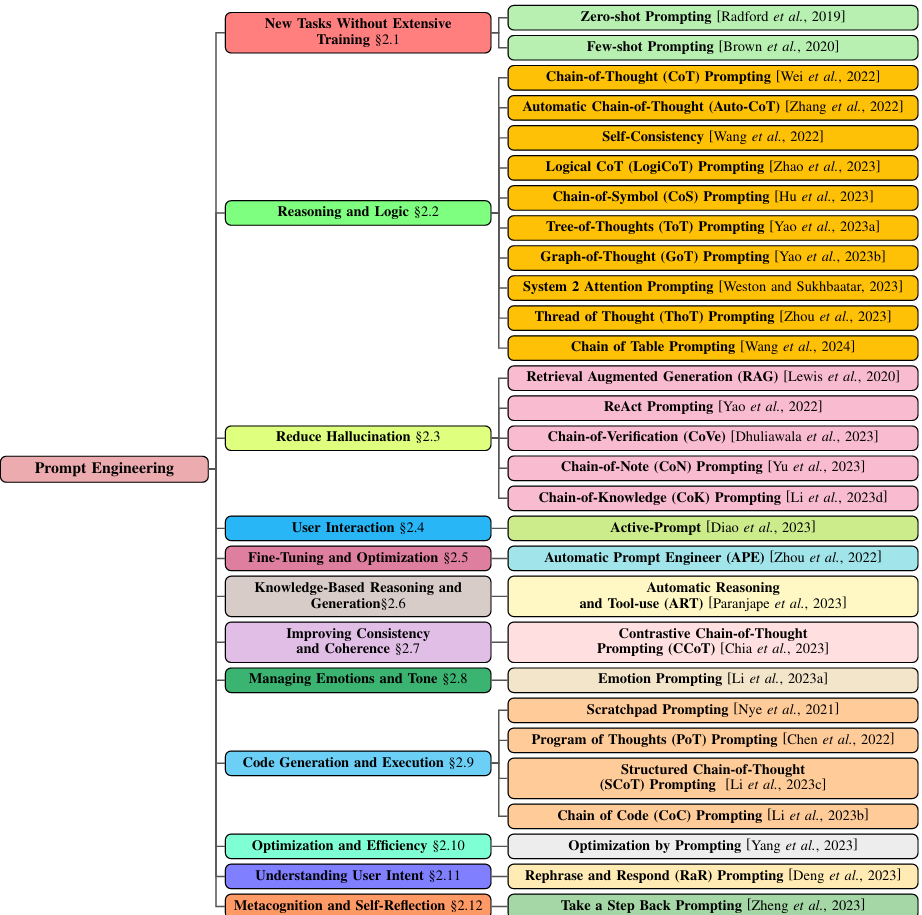 Prompt Engineering
New Tasks Without Extensive
Training §2.1
Zero-shot Prompting [Radford et al., 2019]
Few-shot Prompting [Brown et al., 2020]
Reasoning and Logic §2.2
Chain-of-Thought (CoT) Prompting [Wei et al., 2022]
Automatic Chain-of-Thought (Auto-CoT) [Zhang et al., 2022]
Self-Consistency [Wang et al., 2022]
Logical CoT (LogiCoT) Prompting [Zhao et al., 2023]
Chain-of-Symbol (CoS) Prompting [Hu et al., 2023]
Tree-of-Thoughts (ToT) Prompting [Yao et al., 2023a]
Graph-of-Thought (GoT) Prompting [Yao et al., 2023b]
System 2 Attention Prompting [Weston and Sukhbaatar, 2023]
Thread of Thought (ThoT) Prompting [Zhou et al., 2023]
Chain of Table Prompting [Wang et al., 2024]
Reduce Hallucination §2.3
Retrieval Augmented Generation (RAG) [Lewis et al., 2020]
ReAct Prompting [Yao et al., 2022]
Chain-of-Verification (CoVe) [Dhuliawala et al., 2023]
Chain-of-Note (CoN) Prompting [Yu et al., 2023]
Chain-of-Knowledge (CoK) Prompting [Li et al., 2023d]
User Interaction §2.4
Active-Prompt [Diao et al., 2023]
Fine-Tuning and Optimization §2.5
Automatic Prompt Engineer (APE) [Zhou et al., 2022]
Knowledge-Based Reasoning and
Generation§2.6
Automatic Reasoning
and Tool-use (ART) [Paranjape et al., 2023]
Improving Consistency
and Coherence §2.7
Contrastive Chain-of-Thought
Prompting (CCoT) [Chia et al., 2023]
Managing Emotions and Tone §2.8
Emotion Prompting [Li et al., 2023a]
Code Generation and Execution §2.9
Scratchpad Prompting [Nye et al., 2021]
Program of Thoughts (PoT) Prompting [Chen et al., 2022]
Structured Chain-of-Thought
(SCoT) Prompting [Li et al., 2023c]
Chain of Code (CoC) Prompting [Li et al., 2023b]
Optimization and Efficiency §2.10
Optimization by Prompting [Yang et al., 2023]
Understanding User Intent §2.11
Rephrase and Respond (RaR) Prompting [Deng et al., 2023]
Metacognition and Self-Reflection §2.12
Take a Step Back Prompting [Zheng et al., 2023]